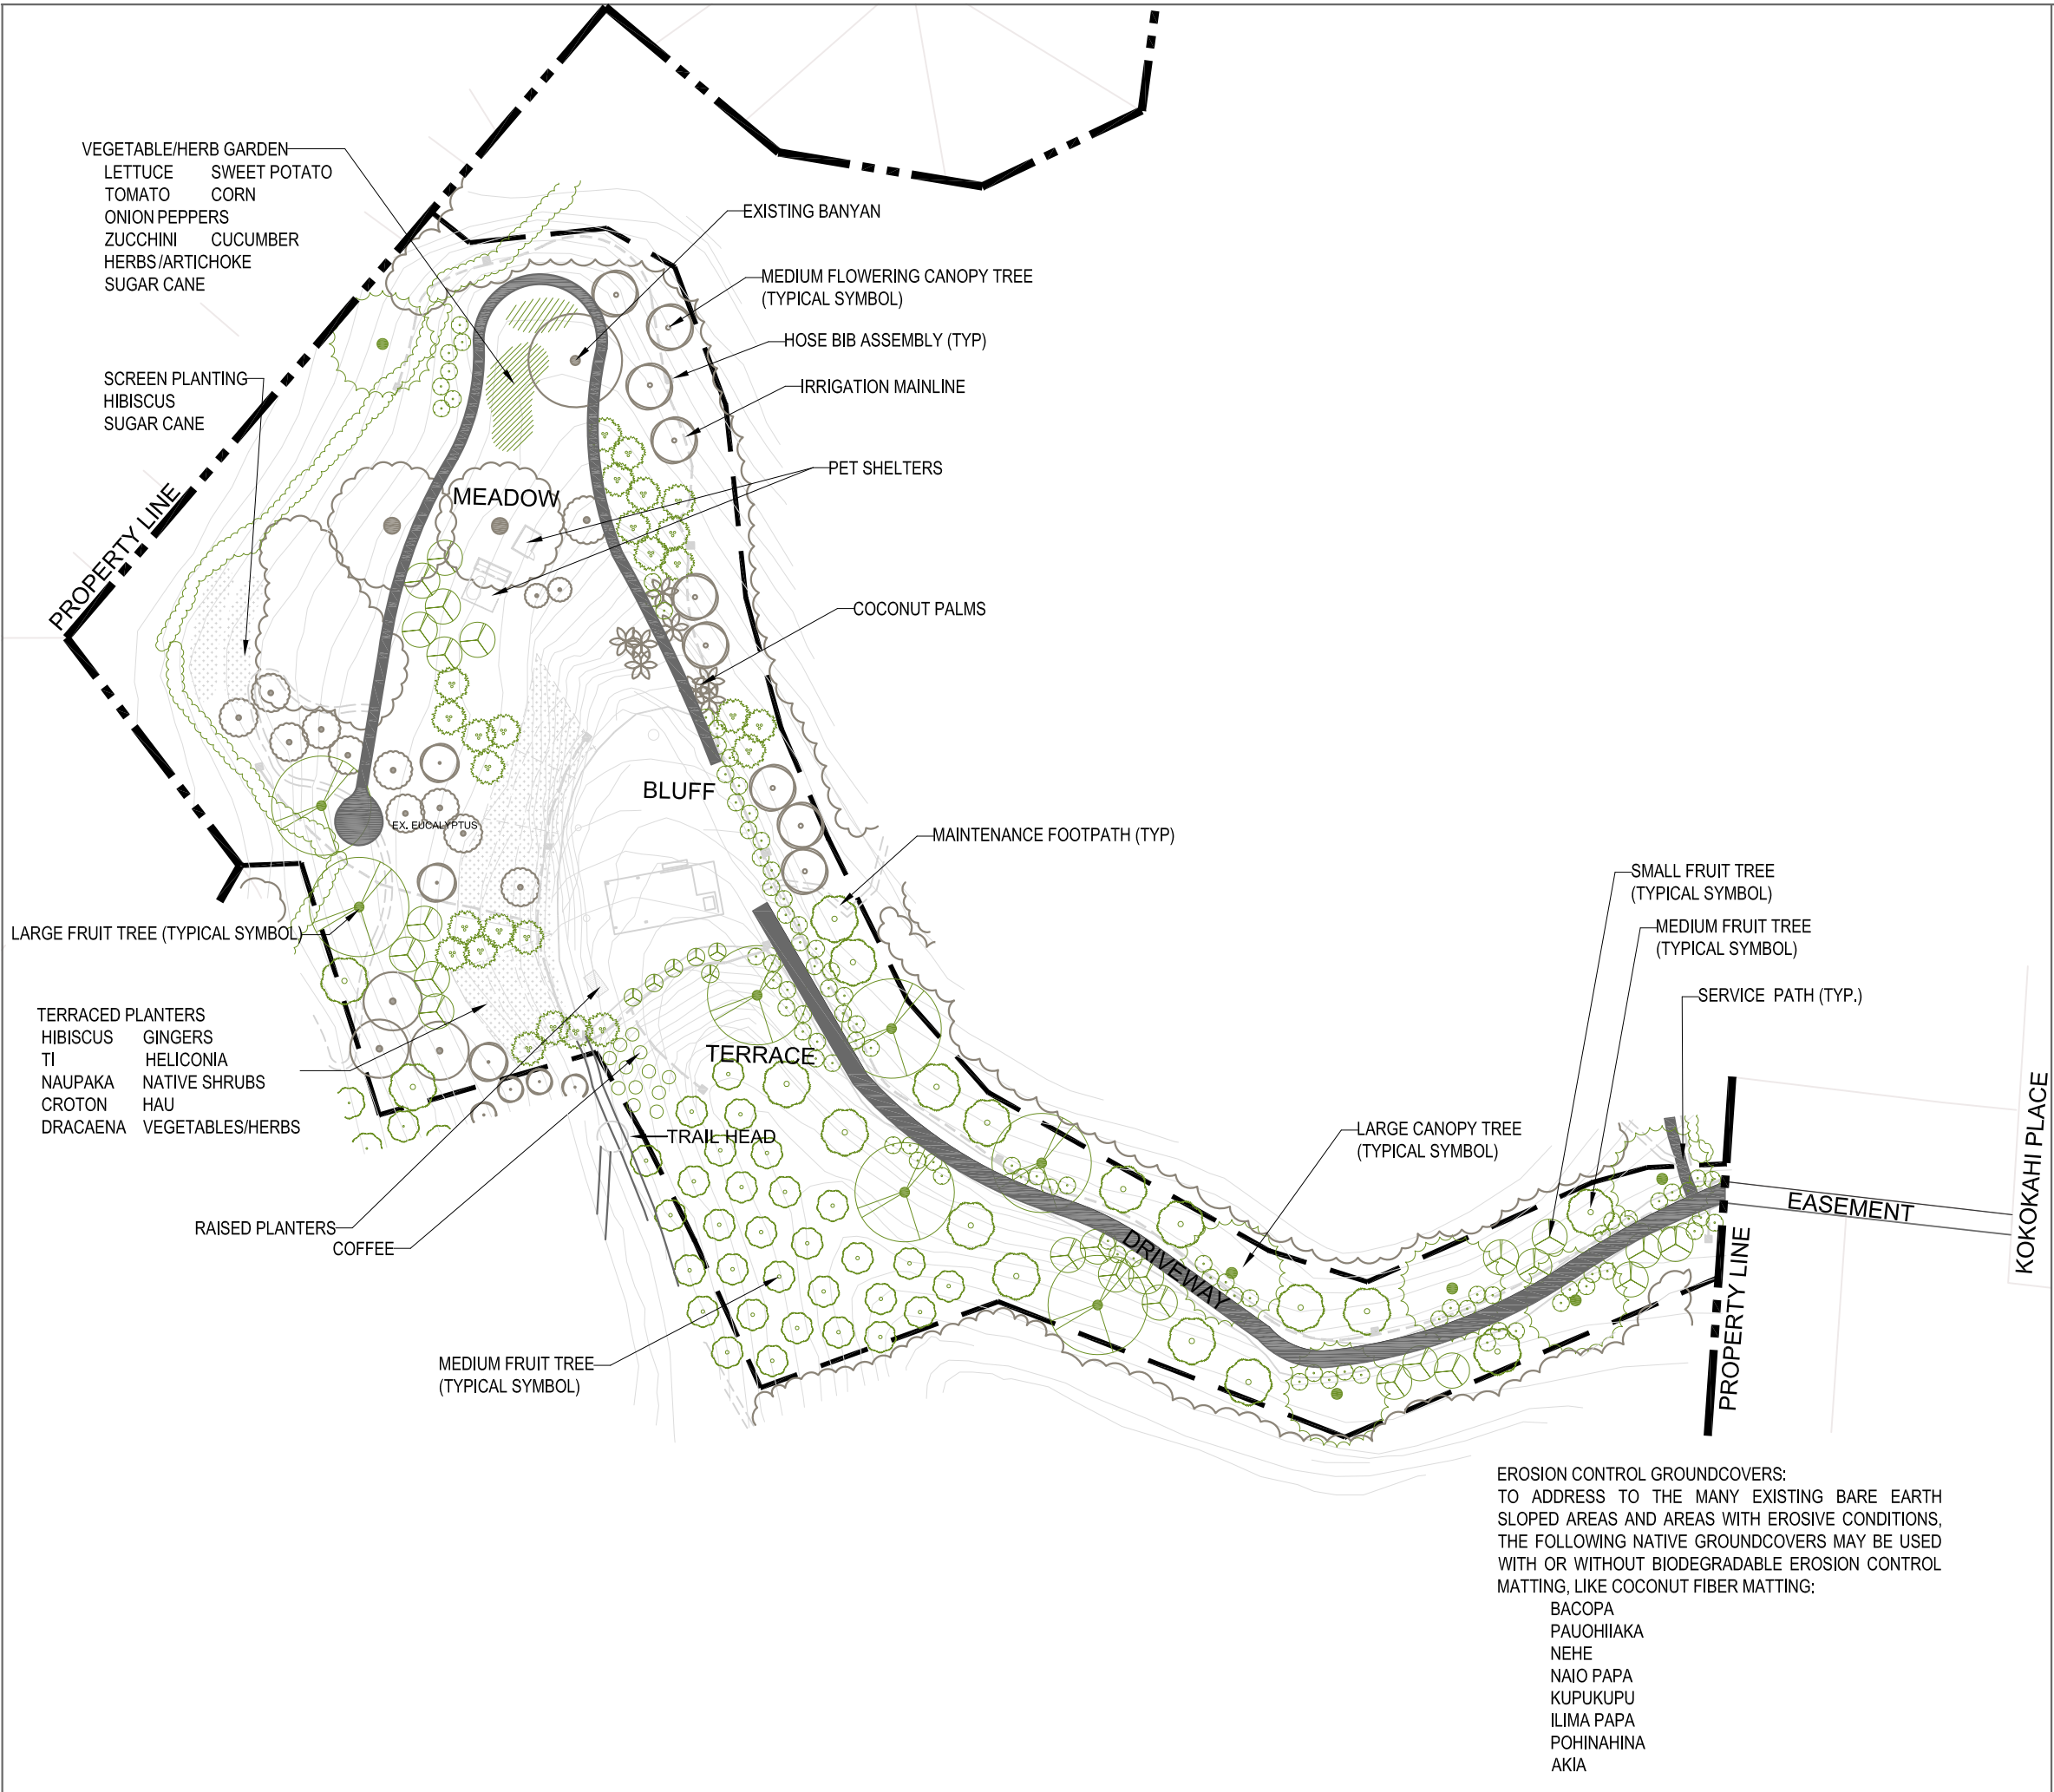 VEGETABLE/HERB GARDEN
LETTUCE SWEET POTATO
TOMATO CORN
ONION PEPPERS
ZUCCHINI CUCUMBER
HERBS/ARTICHOKE
SUGAR CANE
EXISTING BANYAN
MEDIUM FLOWERING CANOPY TREE
(TYPICAL SYMBOL)
HOSE BIB ASSEMBLY (TYP)
SCREEN PLANTING
HIBISCUS
SUGAR CANE
IRRIGATION MAINLINE
PET SHELTERS
MEADOW
PROPERTY LINE
COCONUT PALMS
BLUFF
EX. EUCALYPTUS
MAINTENANCE FOOTPATH (TYP)
SMALL FRUIT TREE
(TYPICAL SYMBOL)
MEDIUM FRUIT TREE
(TYPICAL SYMBOL)
LARGE FRUIT TREE (TYPICAL SYMBOL)
SERVICE PATH (TYP.)
TERRACED PLANTERS
HIBISCUS GINGERS
TI HELICONIA
NAUPAKA NATIVE SHRUBS
CROTON HAU
DRACAENA VEGETABLES/HERBS
TERRACE
TRAIL HEAD
LARGE CANOPY TREE
(TYPICAL SYMBOL)
KOKOKAHI PLACE
EASEMENT
RAISED PLANTERS
COFFEE
DRIVEWAY
PROPERTY LINE
MEDIUM FRUIT TREE
(TYPICAL SYMBOL)
EROSION CONTROL GROUNDCOVERS:
TO ADDRESS TO THE MANY EXISTING BARE EARTH
SLOPED AREAS AND AREAS WITH EROSIVE CONDITIONS,
THE FOLLOWING NATIVE GROUNDCOVERS MAY BE USED
WITH OR WITHOUT BIODEGRADABLE EROSION CONTROL
MATTING, LIKE COCONUT FIBER MATTING:
BACOPA
PAUOHIIAKA
NEHE
NAIO PAPA
KUPUKUPU
ILIMA PAPA
POHINAHINA
AKIA